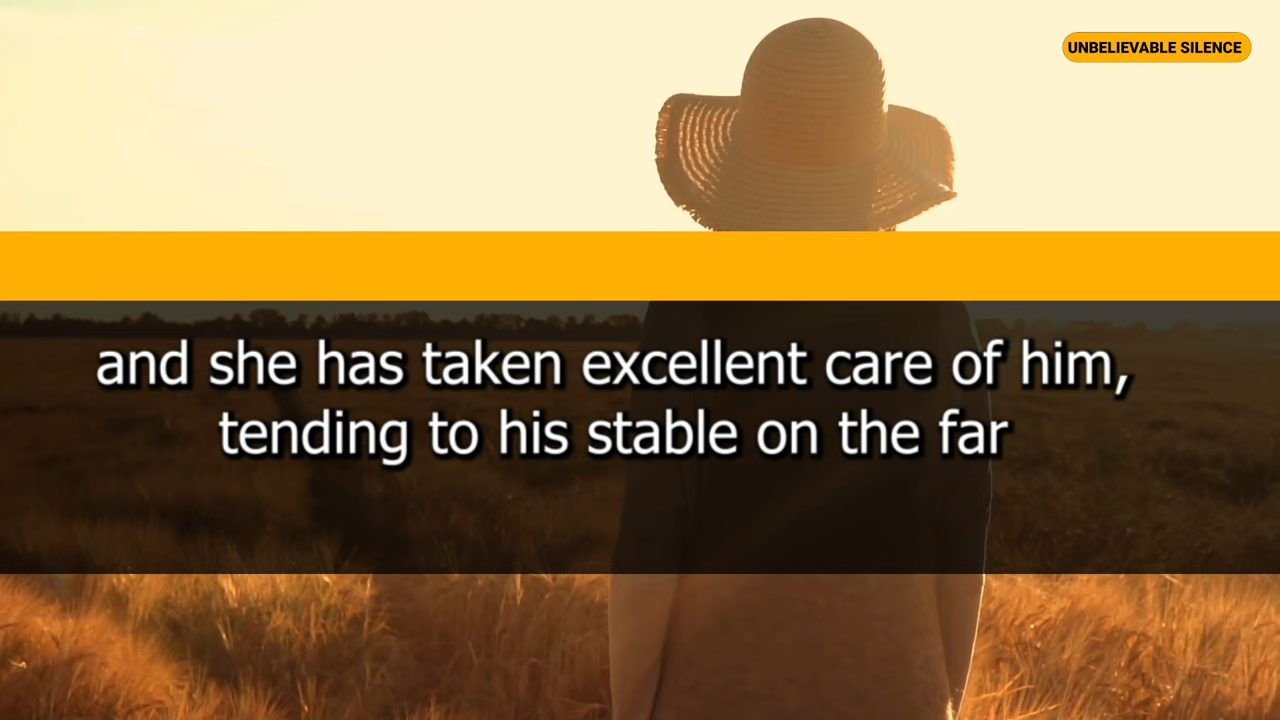 UNBELIEVABLE SILENCE
and she has taken excellent care of him,
tending to his stable on the far